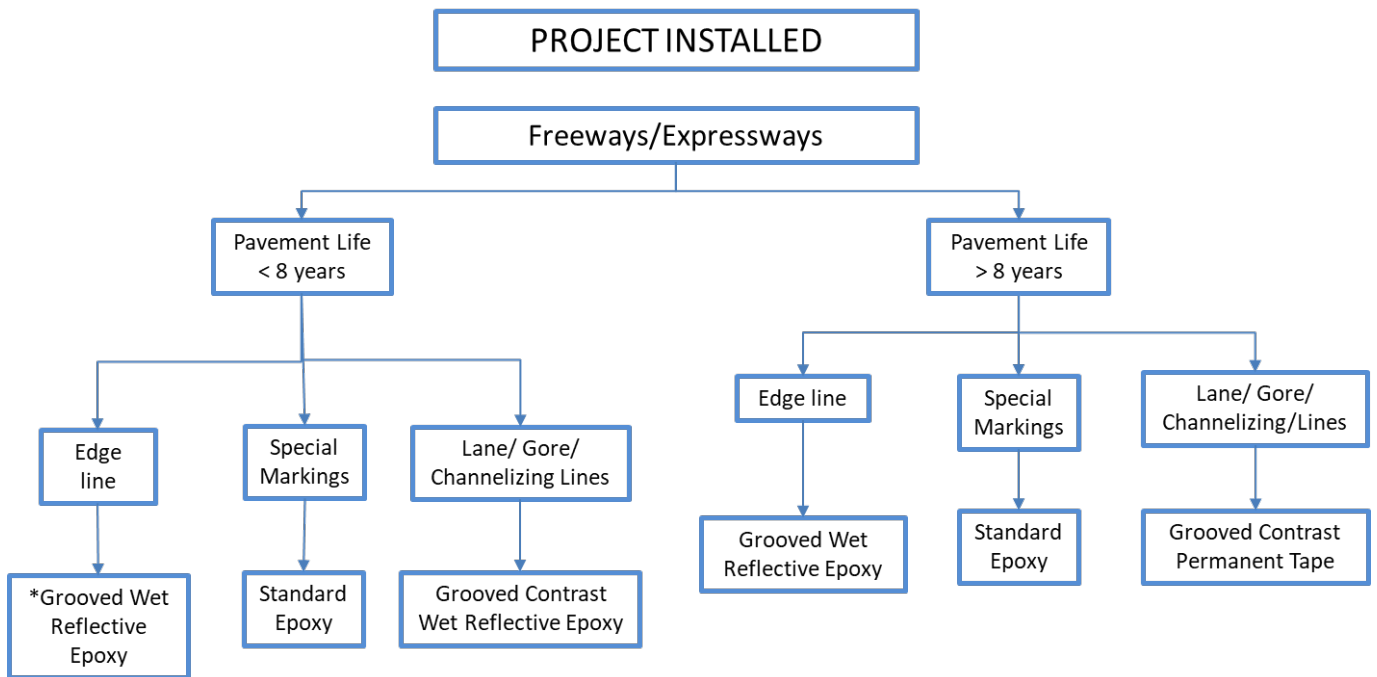 PROJECT INSTALLED
Freeways/Expressways
Pavement Life
< 8 years
Pavement Life
> 8 years
Edge
line
Special
Markings
Lane/ Gore/
Channelizing Lines
Edge line
Special
Markings
Lane/ Gore/
Channelizing/Lines
*Grooved Wet
Reflective
Epoxy
Standard
Epoxy
Grooved Contrast
Wet Reflective Epoxy
Grooved Wet
Reflective Epoxy
Standard
Epoxy
Grooved Contrast
Permanent Tape